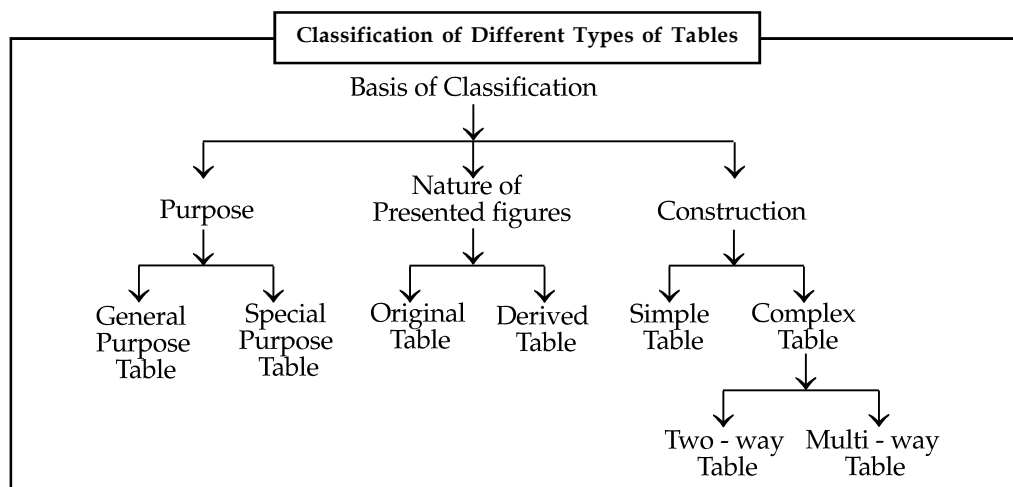 Classification of Different Types of Tables
Basis of Classification
Purpose
Nature of
Presented figures
Construction
General
Purpose
Table
Special
Purpose
Table
Original
Table
Derived
Table
Simple
Table
Complex
Table
Two - way
Table
Multi - way
Table